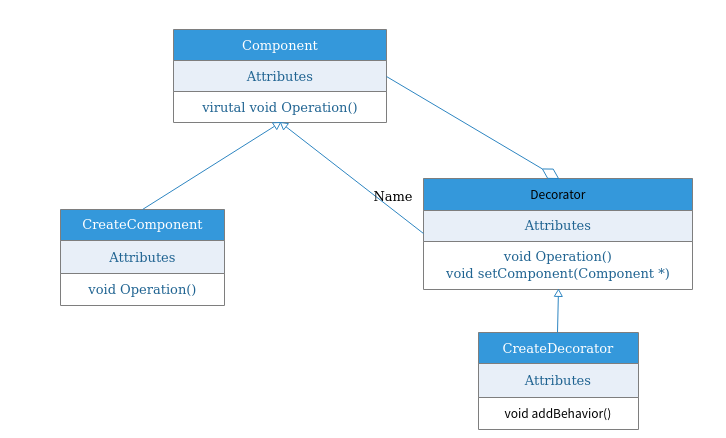 Component
Attributes
virutal void Operation()
Name
Decorator
Attributes
void Operation()
void setComponent(Component *)
CreateComponent
Attributes
void Operation()
CreateDecorator
Attributes
void addBehavior()